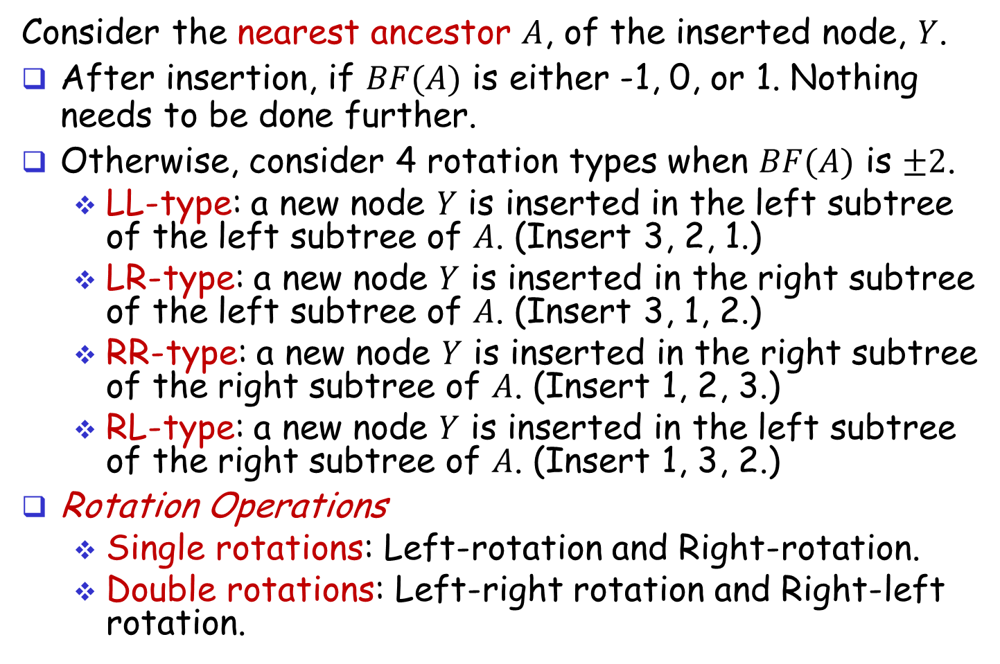 Consider the nearest ancestor A, of the inserted node, Y.
❑ After insertion, if BF(A) is either -1, 0, or 1. Nothing
needs to be done further.
❑ Otherwise, consider 4 rotation types when BF(A) is ±2.
❖ LL-type: a new node Y is inserted in the left subtree
of the left subtree of A. (Insert 3, 2, 1.)
❖ LR-type: a new node Y is inserted in the right subtree
of the left subtree of A. (Insert 3, 1, 2.)
❖ RR-type: a new node Y is inserted in the right subtree
of the right subtree of A. (Insert 1, 2, 3.)
❖ RL-type: a new node Y is inserted in the left subtree
of the right subtree of A. (Insert 1, 3, 2.)
❑ Rotation Operations
❖ Single rotations: Left-rotation and Right-rotation.
❖ Double rotations: Left-right rotation and Right-left
rotation.